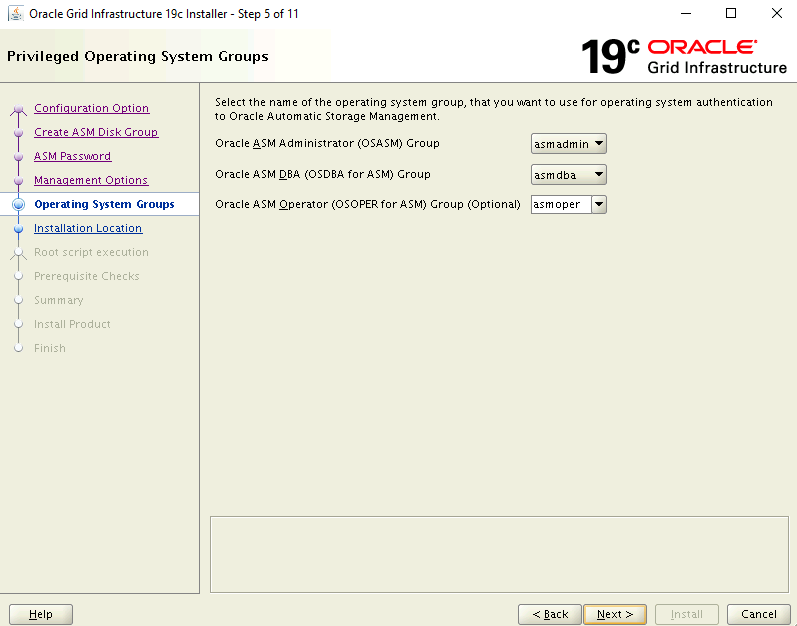 Oracle Grid Infrastructure 19c Installer - Step 5 of 11
Privileged Operating System Groups
19c ORACLE
Grid Infrastructure
Configuration Option
Create ASM Disk Group
ASM Password
Management Options
Operating System Groups
Installation Location
Root script execution
Prerequisite Checks
Summary
Install Product
Finish
Select the name of the operating system group, that you want to use for operating system authentication
to Oracle Automatic Storage Management.
Oracle ASM Administrator (OSASM) Group asmadmin
Oracle ASM DBA (OSDBA for ASM) Group asmdba
Oracle ASM Operator (OSOPER for ASM) Group (Optional) asmoper
Help < Back Next > Install Cancel